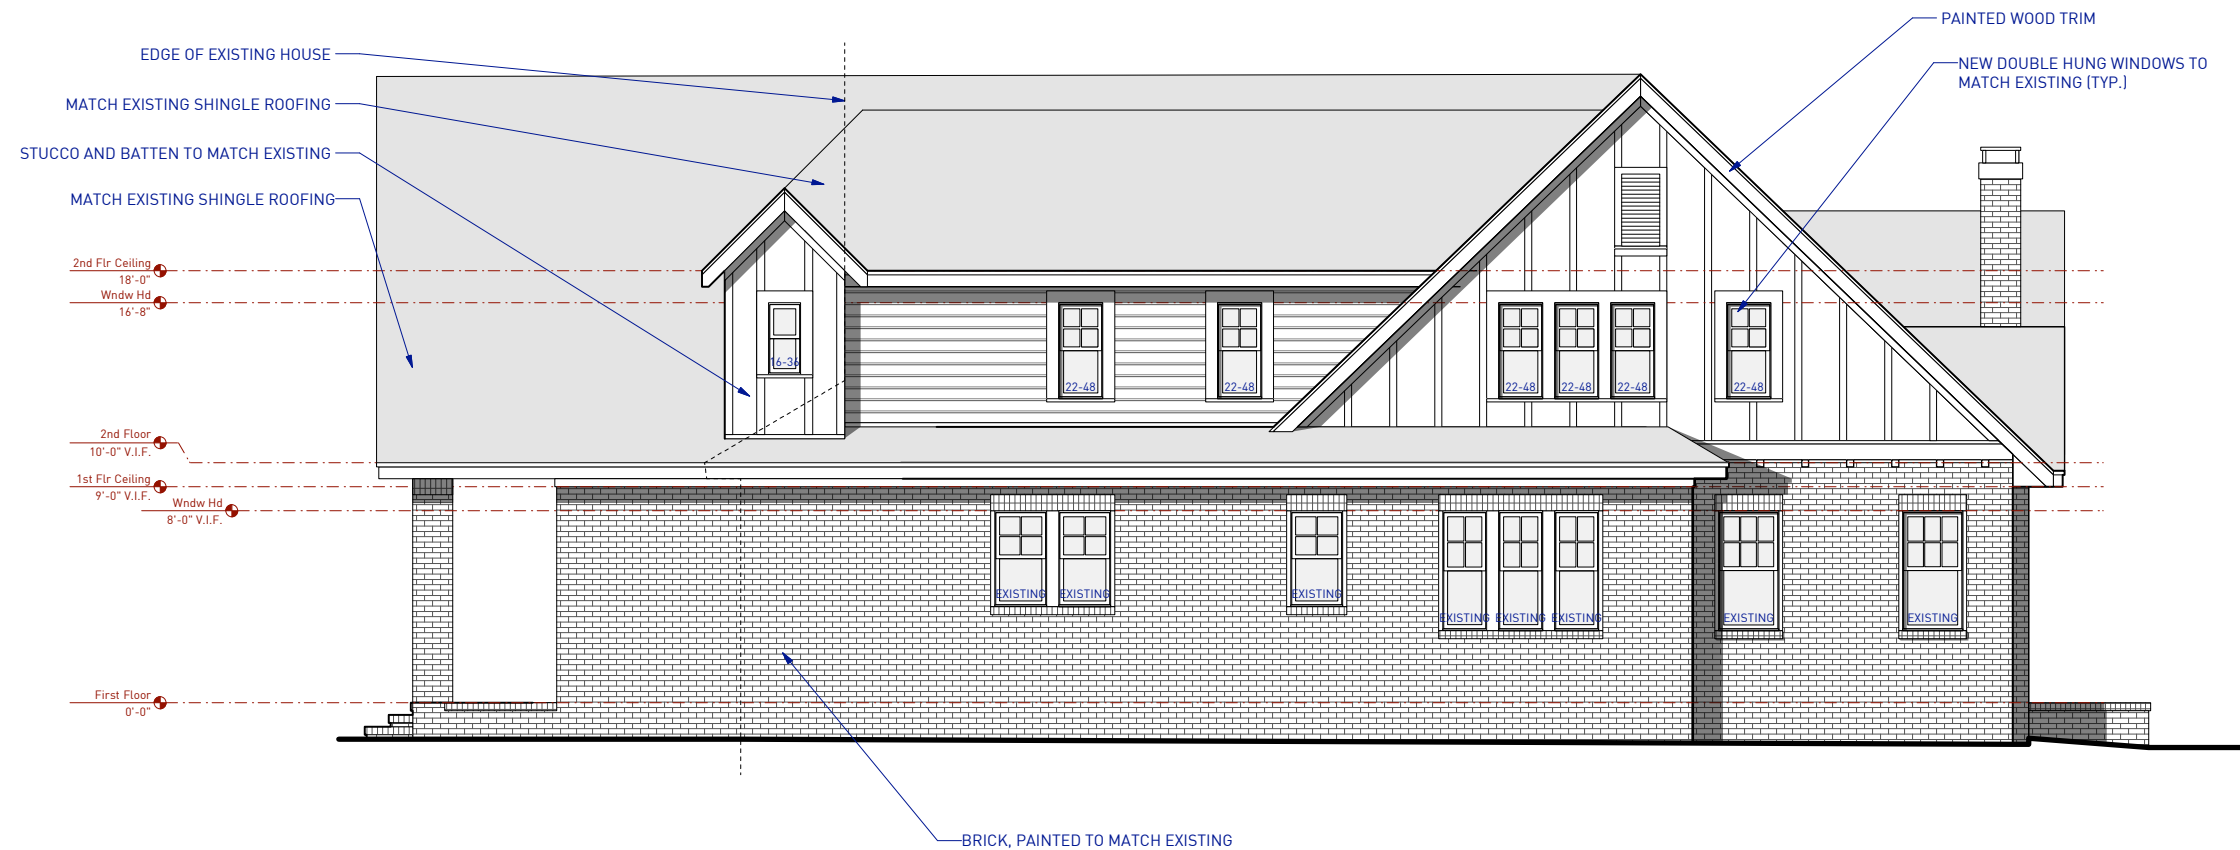 PAINTED WOOD TRIM
EDGE OF EXISTING HOUSE
NEW DOUBLE HUNG WINDOWS TO
MATCH EXISTING (TYP.)
MATCH EXISTING SHINGLE ROOFING
STUCCO AND BATTEN TO MATCH EXISTING
MATCH EXISTING SHINGLE ROOFING
2nd Flr Ceiling
18'-0"
Wndw Hd
16'-8"
16-36
22-48
22-48
22-48
22-48
22-48
22-48
2nd Floor
10'-0" V.I.F.
1st Flr Ceiling
9'-0" V.I.F.
Wndw Hd
8'-0" V.I.F.
EXISTING
EXISTING
EXISTING
EXISTING
EXISTING
EXISTING
EXISTING
EXISTING
First Floor
0'-0"
BRICK, PAINTED TO MATCH EXISTING